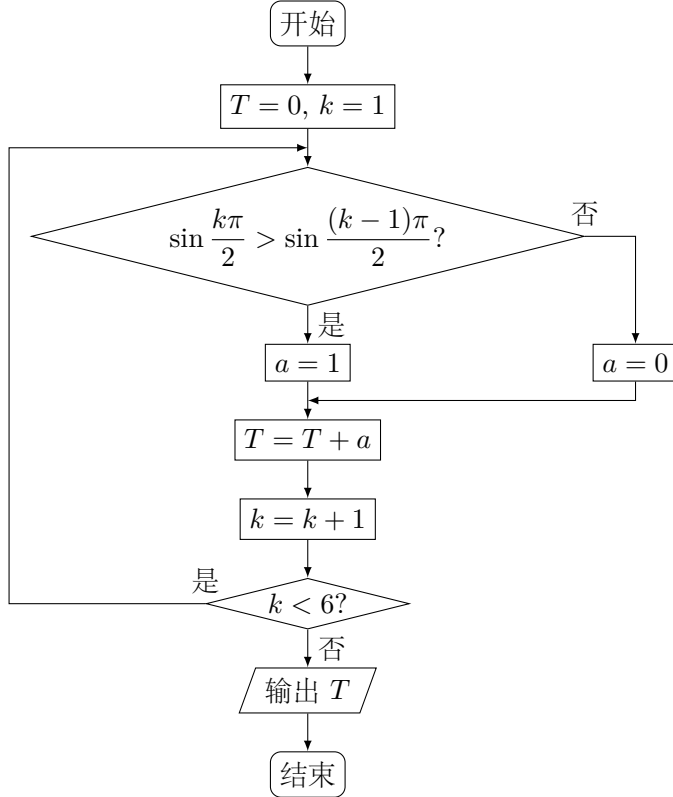 开始
T = 0, k = 1
sin kπ/2 > sin (k − 1)π/2 ?
否
是
a = 1
a = 0
T = T + a
k = k + 1
是
k < 6?
否
输出 T
结束